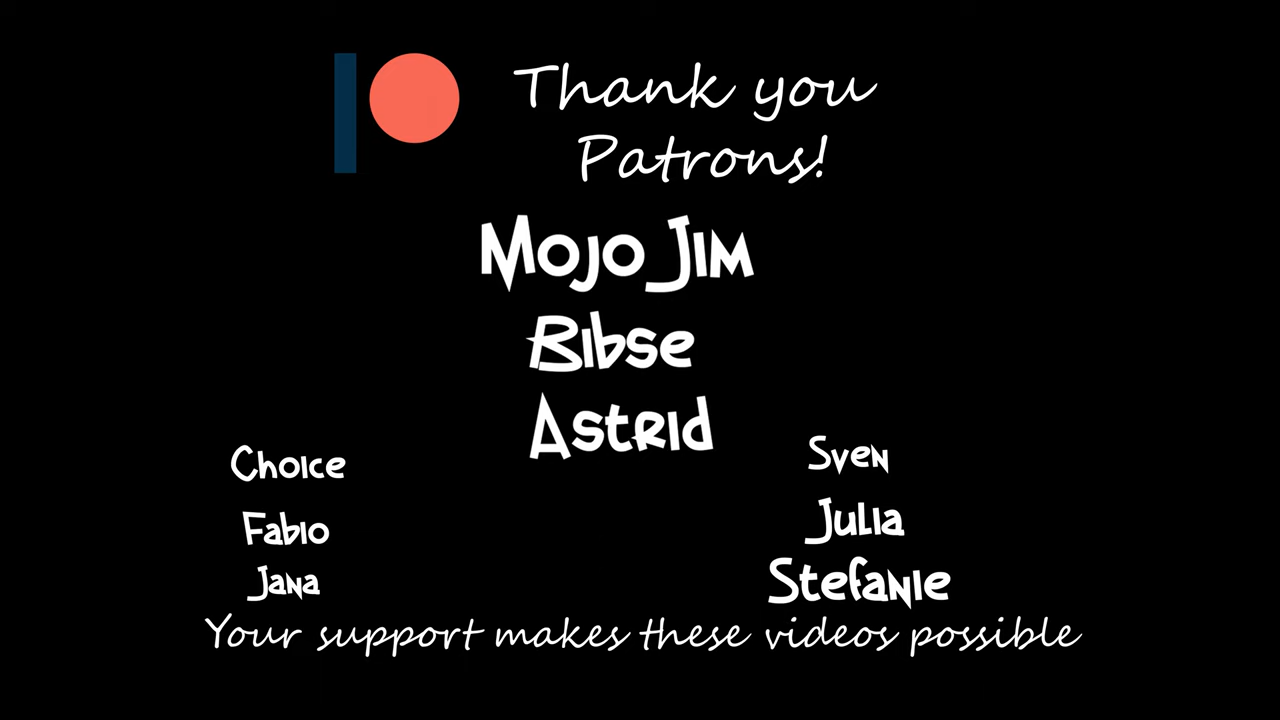 Thank you
Patrons!
Mojo Jim
Bibse
Astrid
Choice
Fabio
Jana
Sven
Julia
Stefanie
Your support makes these videos possible